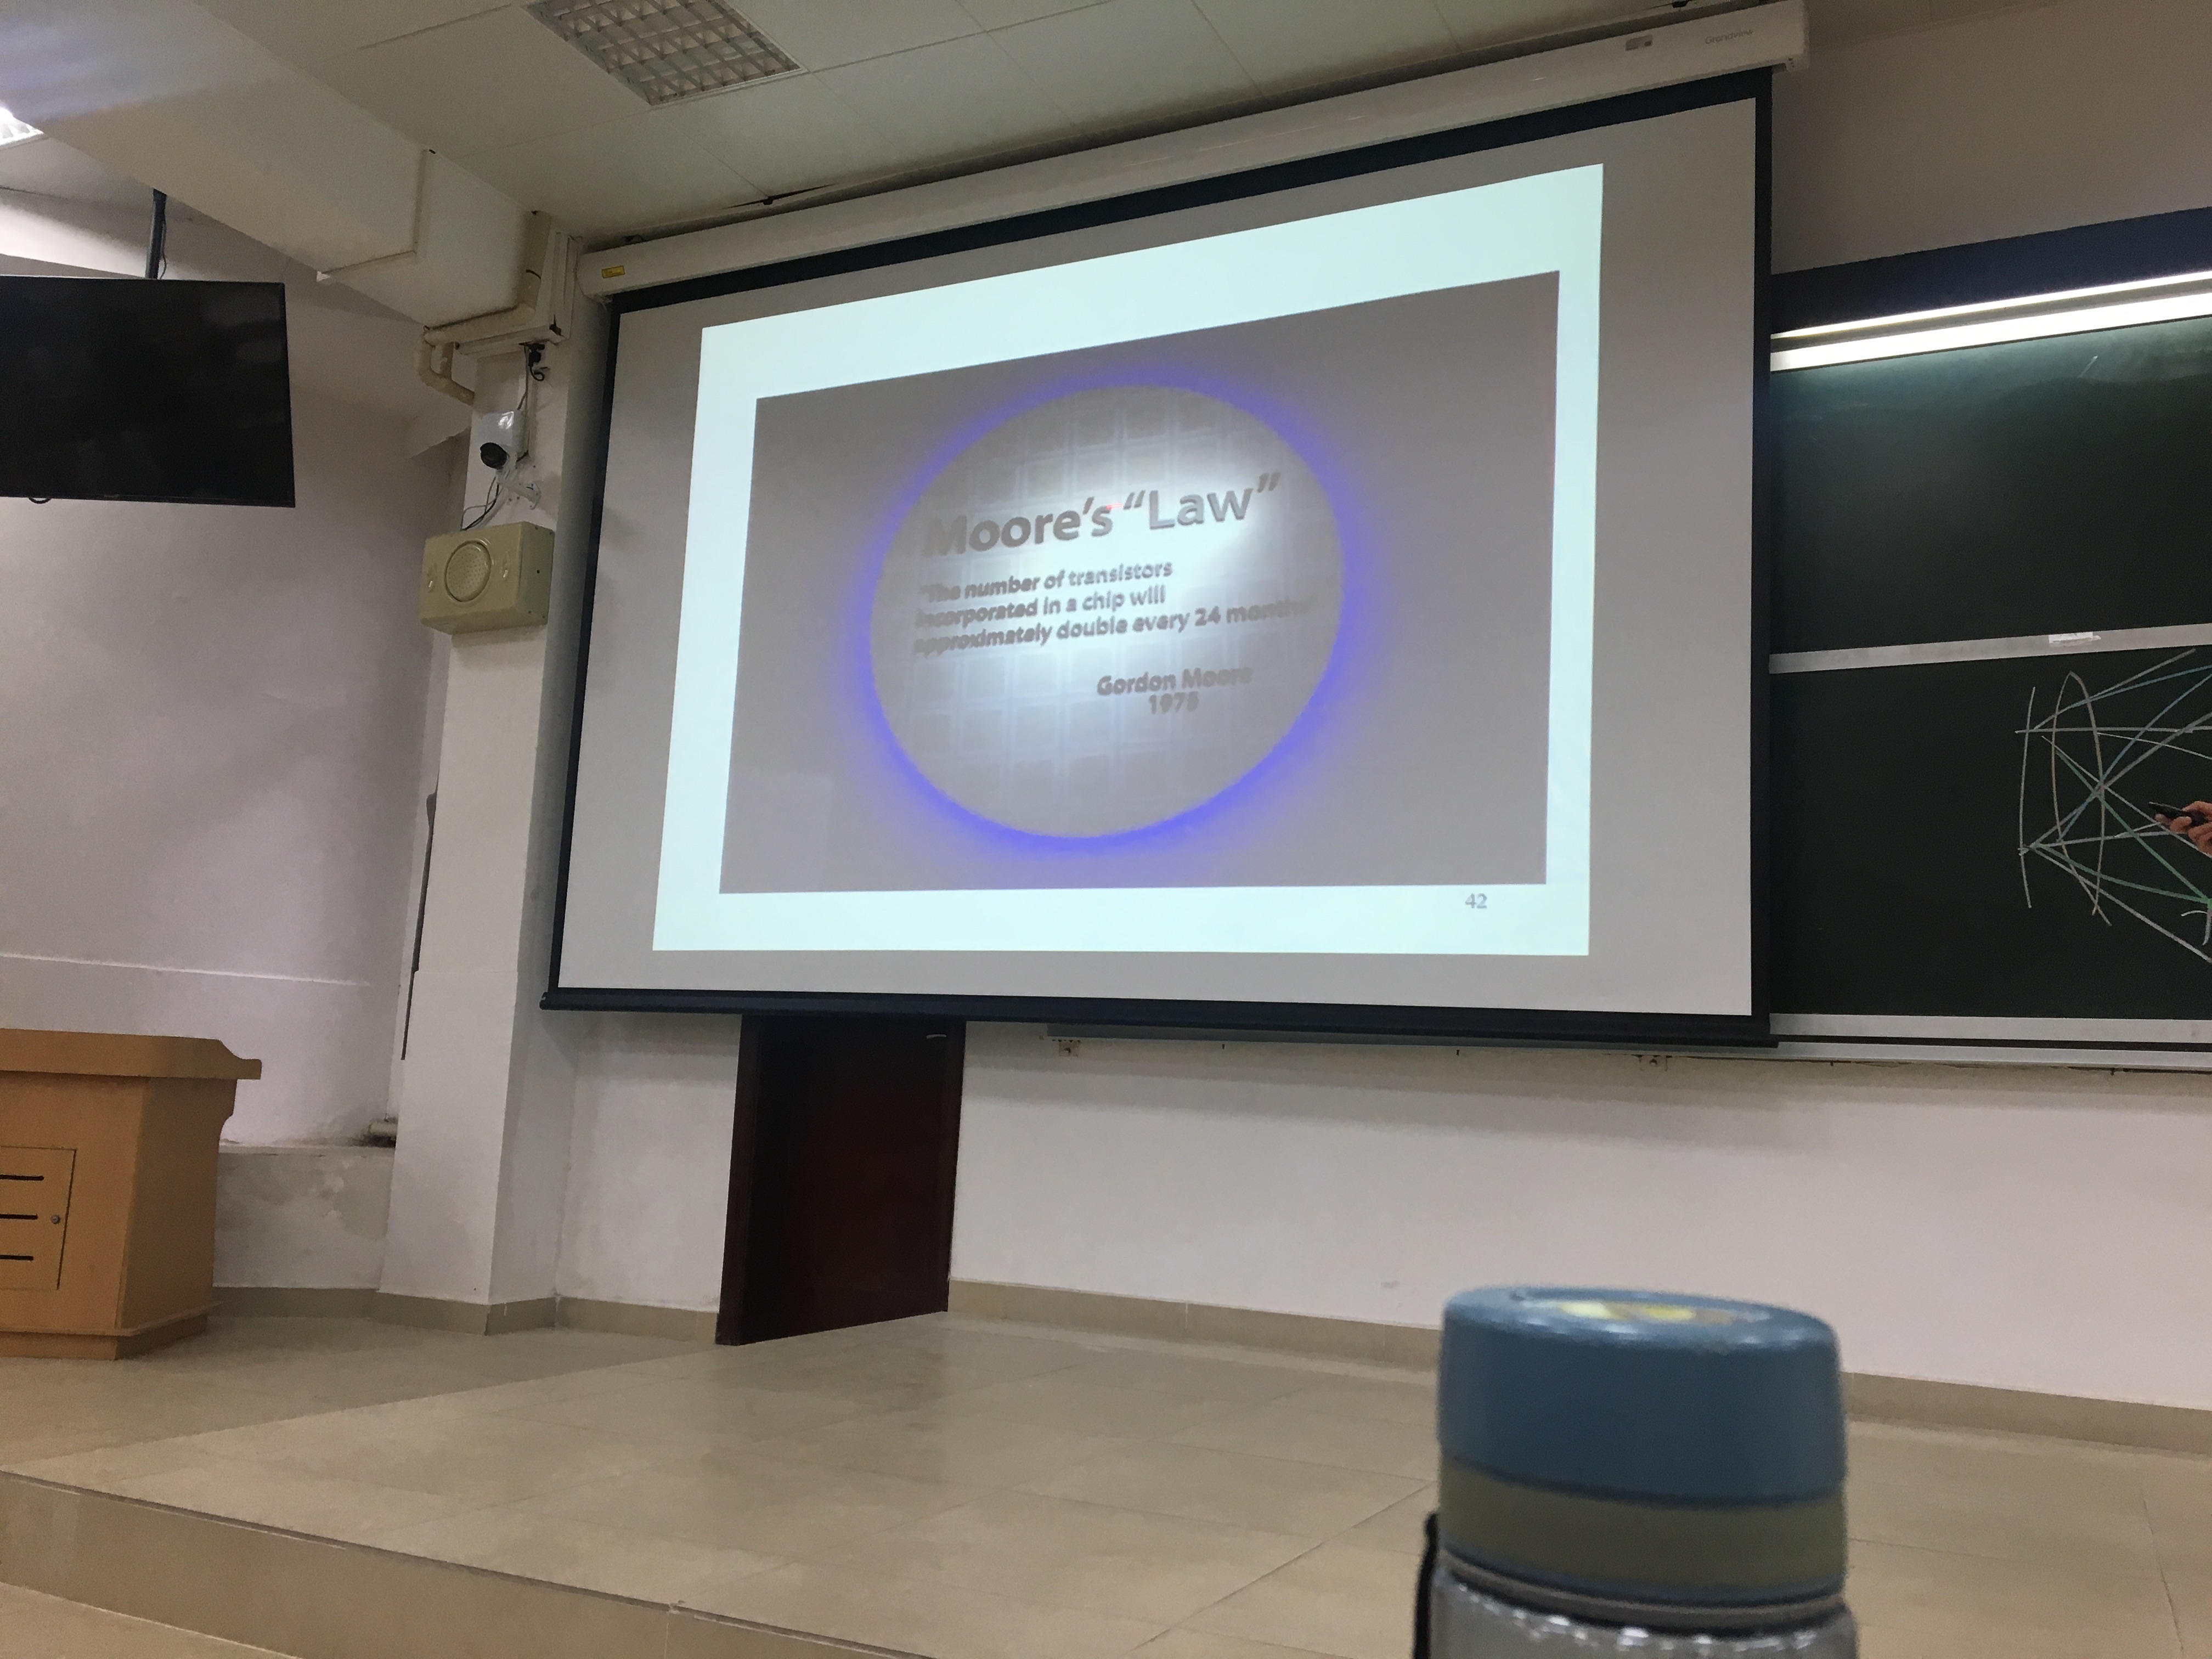 Grandview
Moore's “Law”
“The number of transistors
incorporated in a chip will
approximately double every 24 months”
Gordon Moore
1975
42